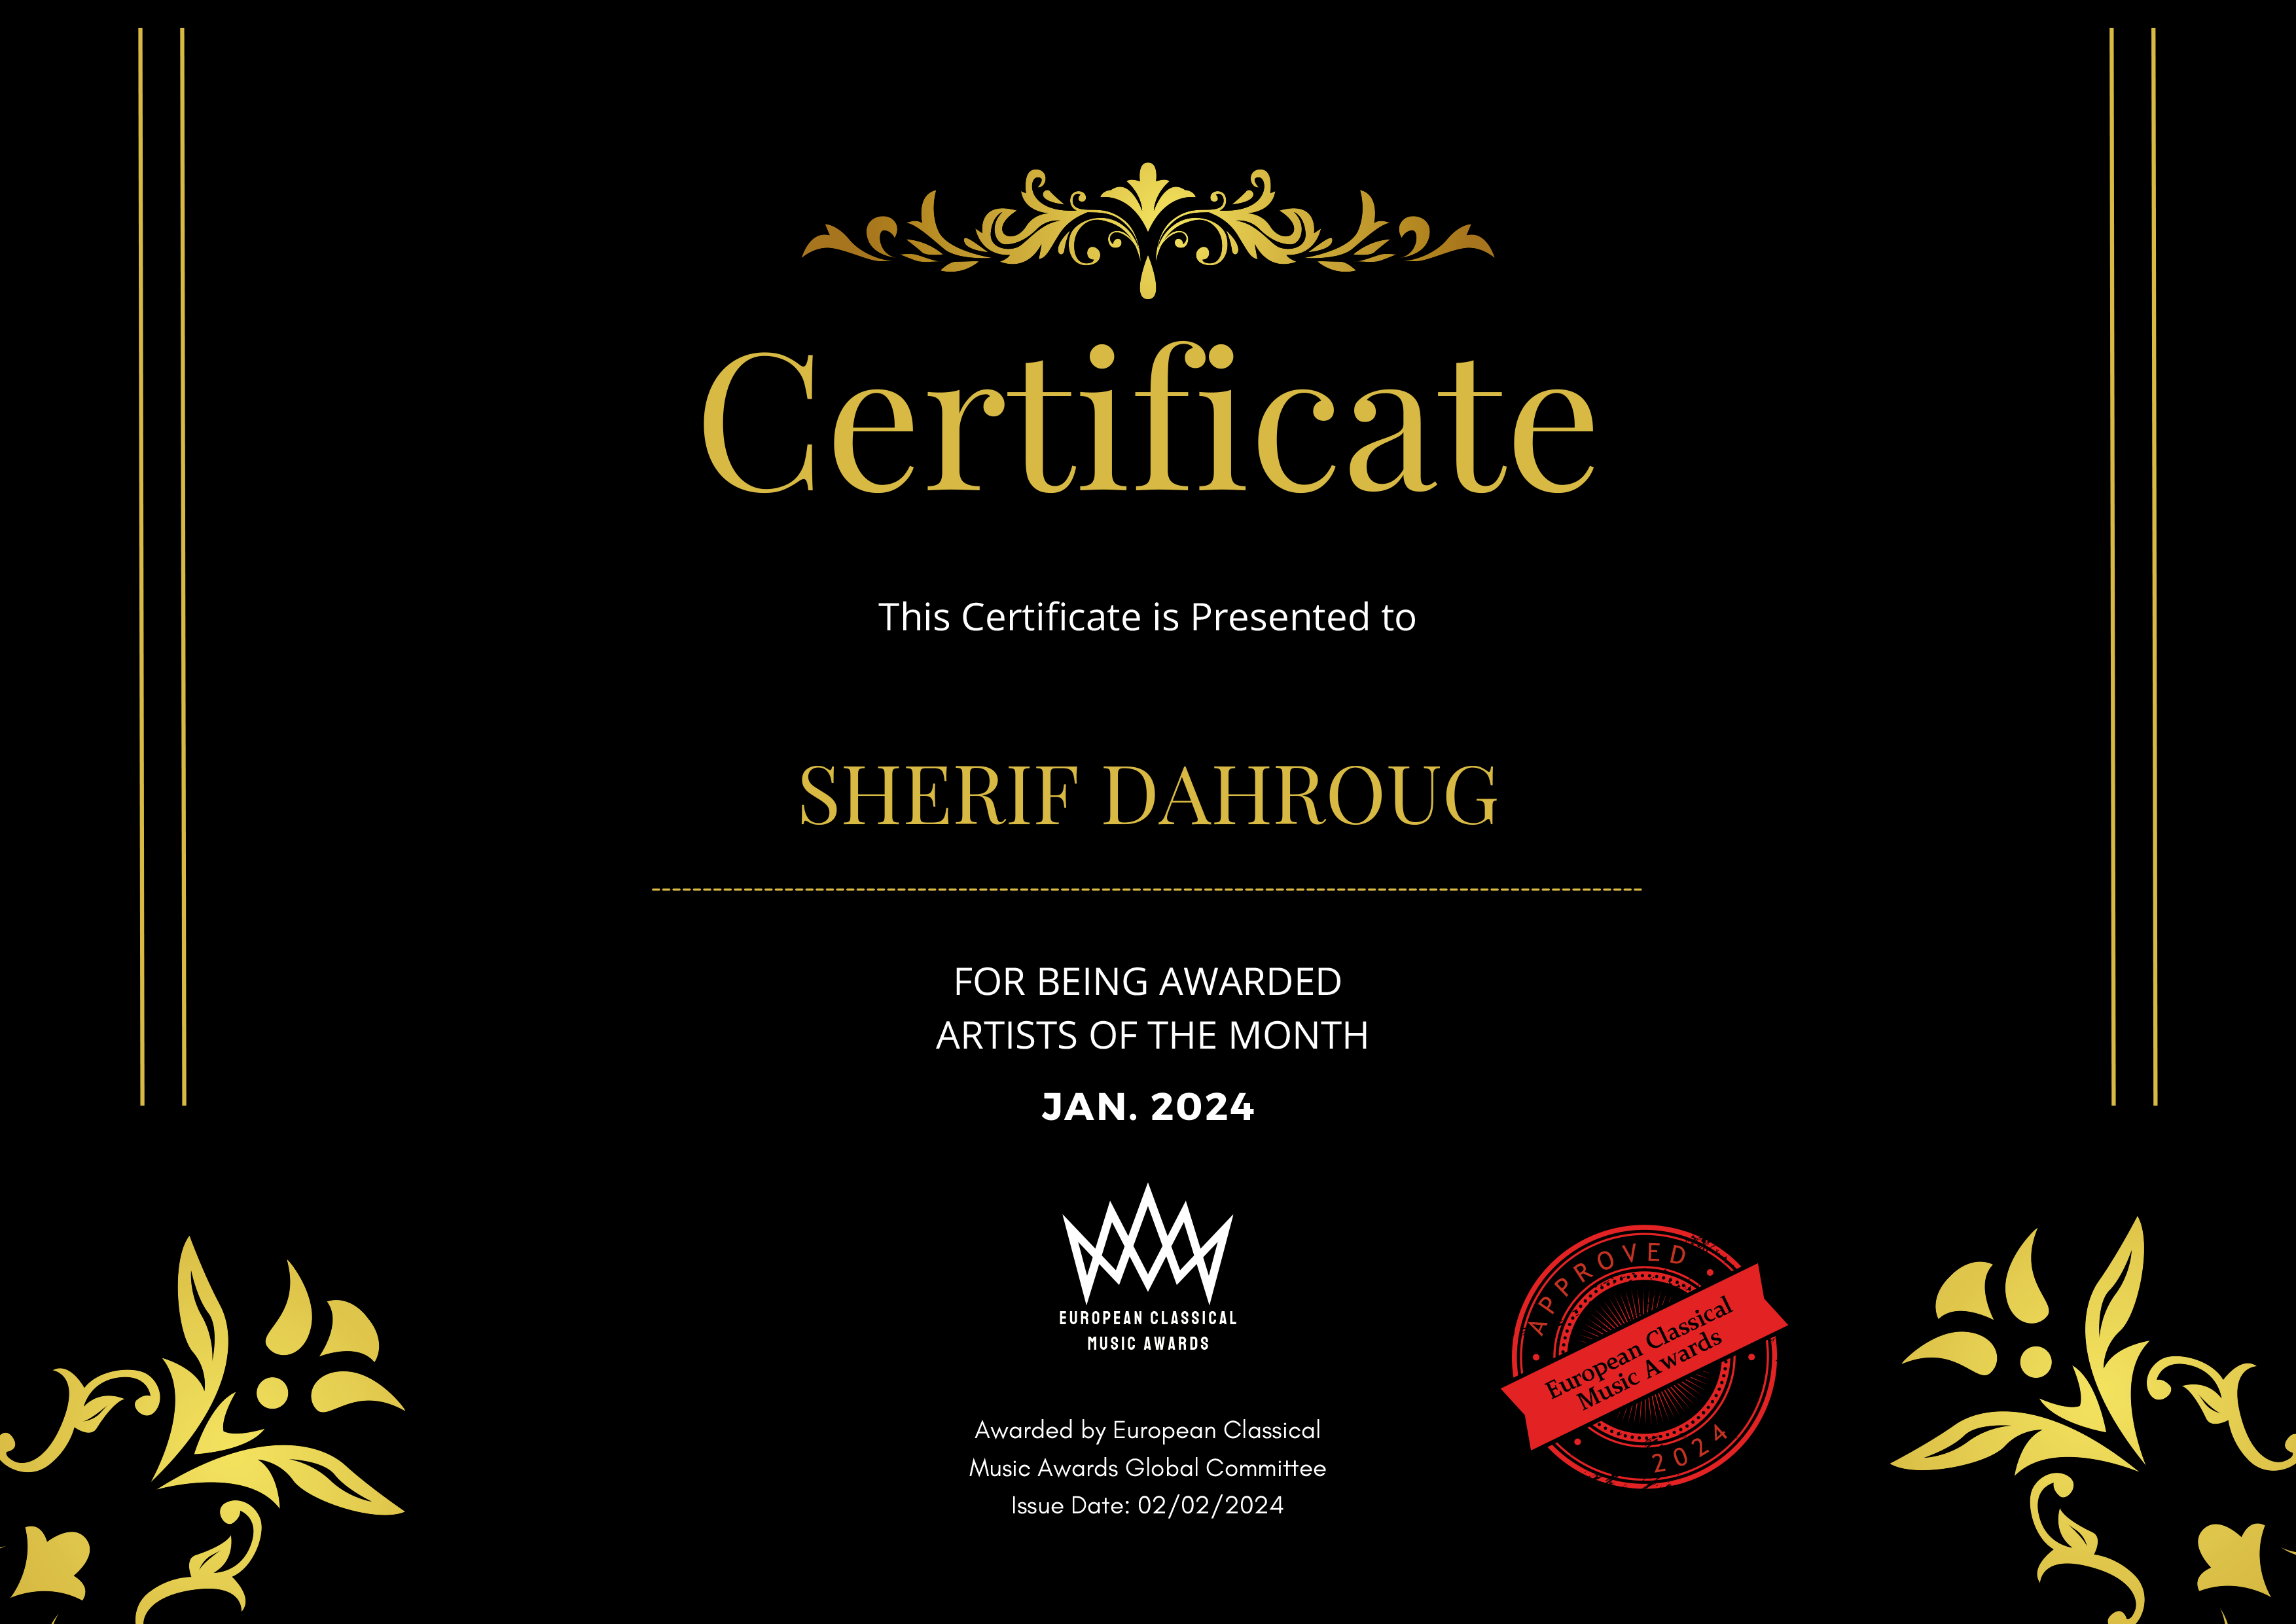 Certificate
This Certificate is Presented to
SHERIF DAHROUG
FOR BEING AWARDED
ARTISTS OF THE MONTH
JAN. 2024
EUROPEAN CLASSICAL
MUSIC AWARDS
APPROVED
European Classical
Music Awards
2024
Awarded by European Classical
Music Awards Global Committee
Issue Date: 02/02/2024